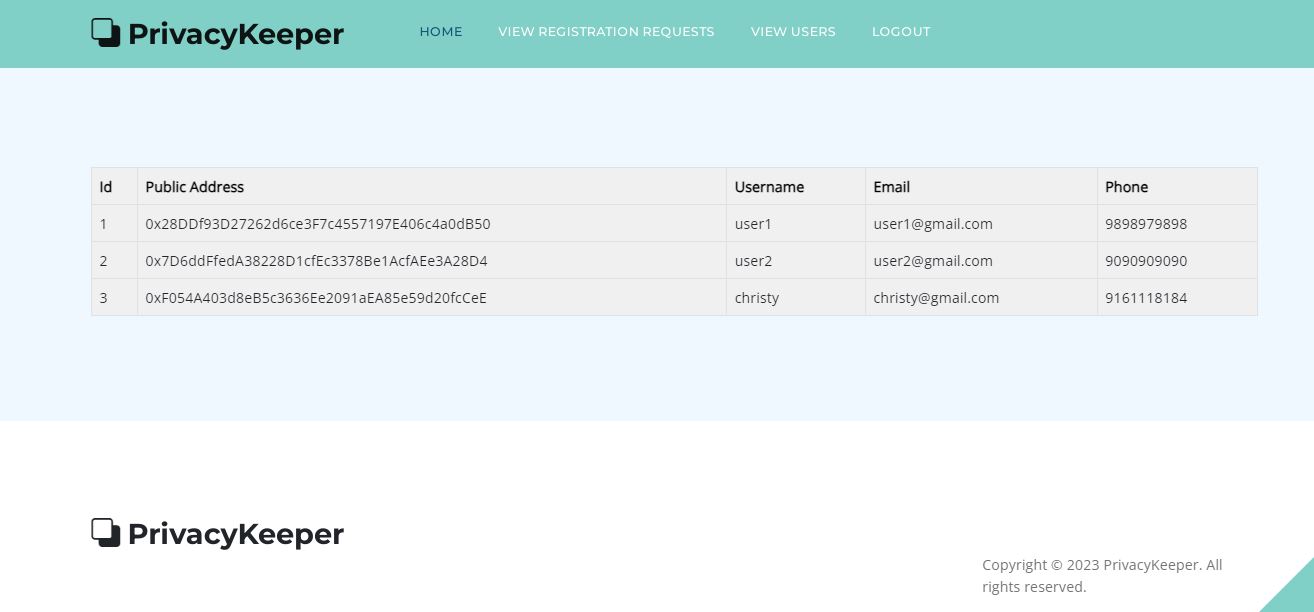 PrivacyKeeper HOME VIEW REGISTRATION REQUESTS VIEW USERS LOGOUT
Id Public Address Username Email Phone
1 0x28DDf93D27262d6ce3F7c4557197E406c4a0dB50 user1 user1@gmail.com 9898979898
2 0x7D6ddFfedA38228D1cfEc3378Be1AcfAEe3A28D4 user2 user2@gmail.com 9090909090
3 0xF054A403d8eB5c3636Ee2091aEA85e59d20fcCeE christy christy@gmail.com 9161118184
PrivacyKeeper
Copyright © 2023 PrivacyKeeper. All
rights reserved.